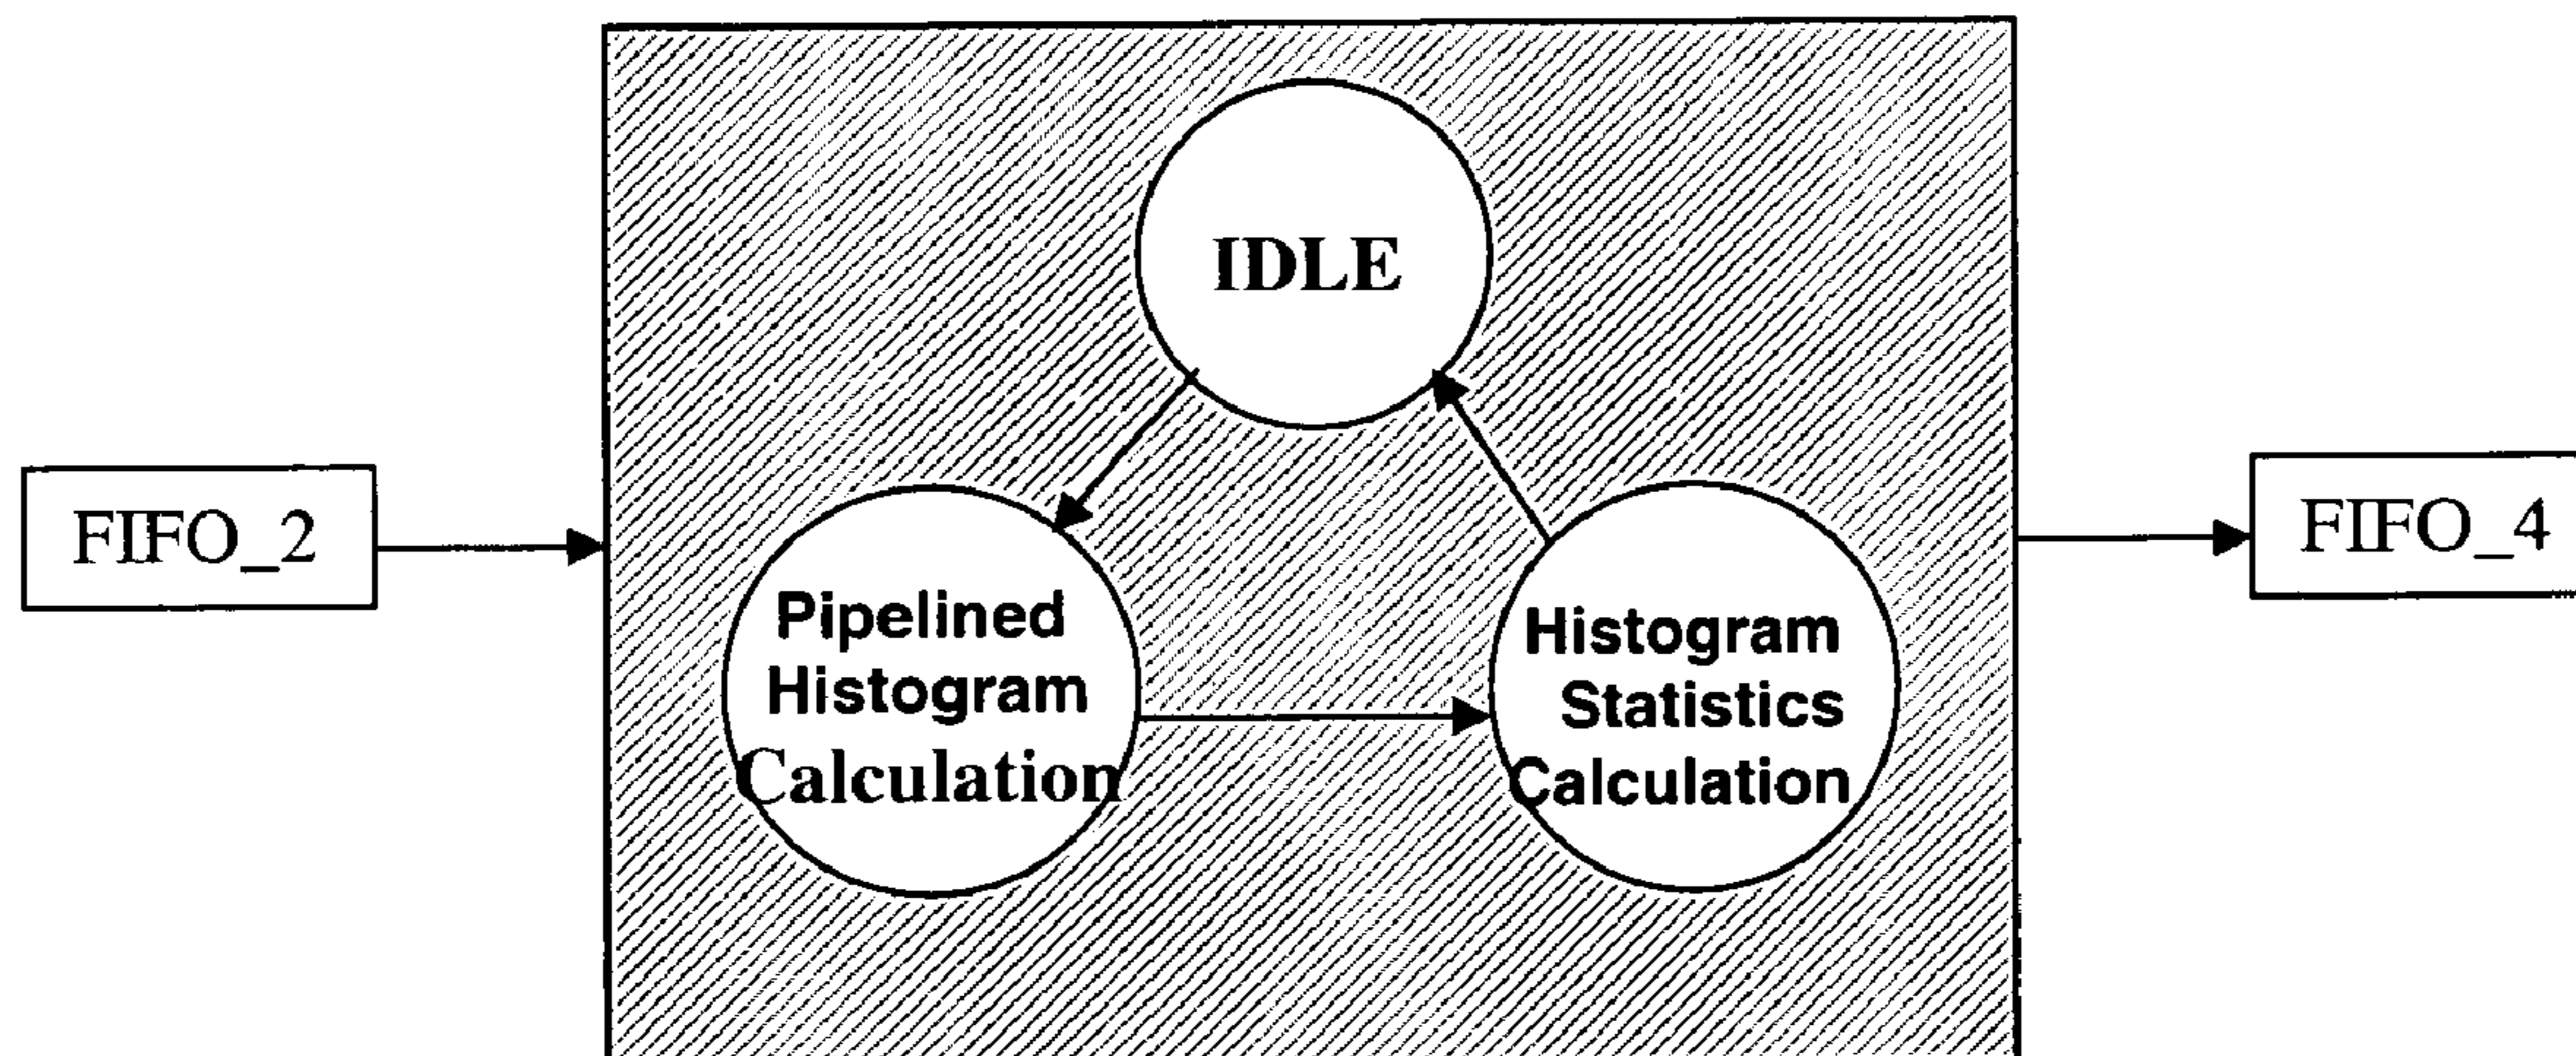 IDLE
FIFO_2
FIFO_4
Pipelined
Histogram
Calculation
Histogram
Statistics
Calculation